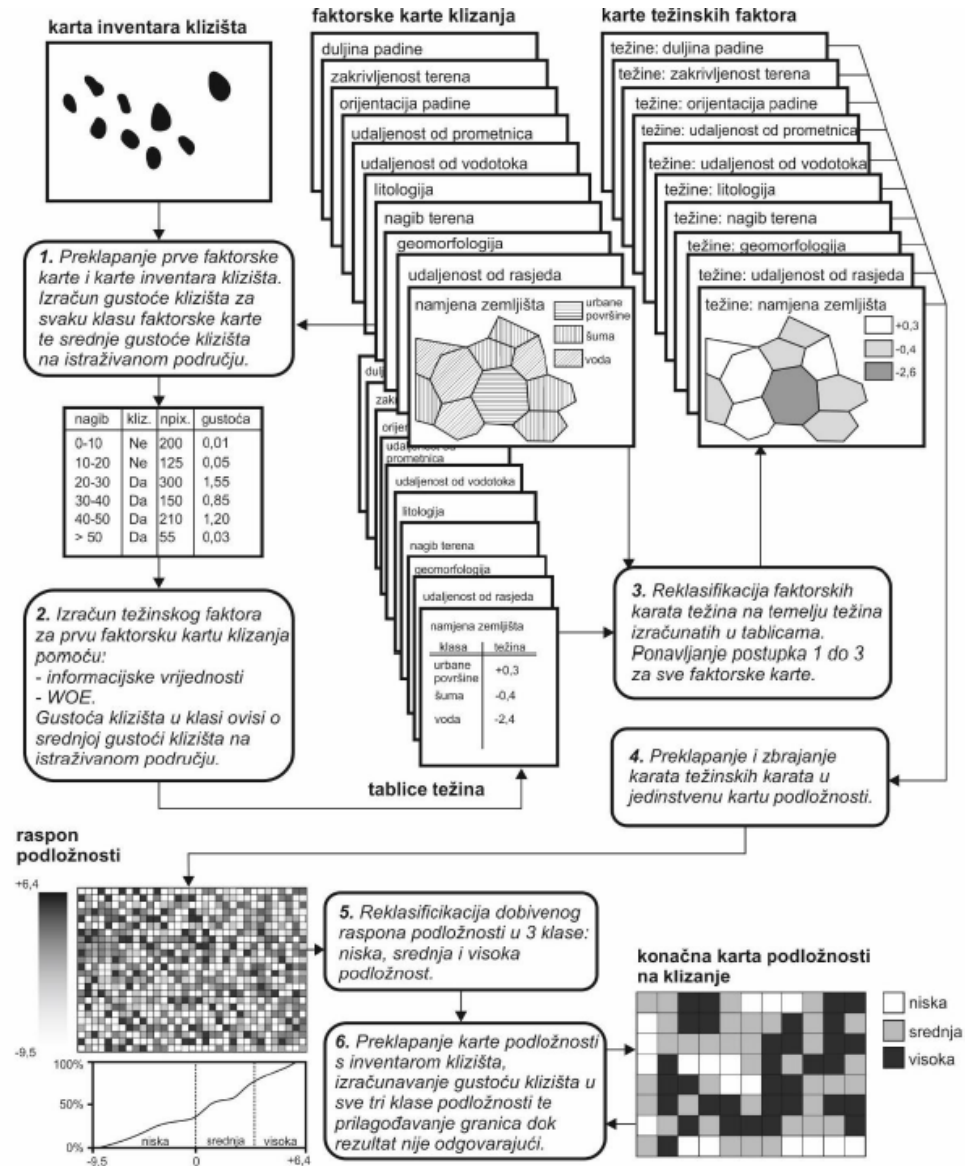 karta inventara klizišta
faktorske karte klizanja
duljina padine
zakrivljenost terena
orijentacija padine
udaljenost od prometnica
udaljenost od vodotoka
litologija
nagib terena
geomorfologija
udaljenost od rasjeda
namjena zemljišta
urbane
površine
šuma
voda
karte težinskih faktora
težine: duljina padine
težine: zakrivljenost terena
težine: orijentacija padine
težine: udaljenost od prometnica
težine: udaljenost od vodotoka
težine: litologija
težine: nagib terena
težine: geomorfologija
težine: udaljenost od rasjeda
težine: namjena zemljišta
+0,3
-0,4
-2,6
1. Preklapanje prve faktorske
karte i karte inventara klizišta.
Izračun gustoće klizišta za
svaku klasu faktorske karte
te srednje gustoće klizišta
na istraživanom području.
nagib kliz. npix. gustoća
0-10 Ne 200 0,01
10-20 Ne 125 0,05
20-30 Da 300 1,55
30-40 Da 150 0,85
40-50 Da 210 1,20
> 50 Da 55 0,03
2. Izračun težinskog faktora
za prvu faktorsku kartu klizanja
pomoću:
- informacijske vrijednosti
- WOE.
Gustoća klizišta u klasi ovisi o
srednjoj gustoći klizišta na
istraživanom području.
udaljenost od
prometnica
udaljenost od vodotoka
litologija
nagib terena
geomorfologija
udaljenost od rasjeda
namjena zemljišta
klasa težina
urbane
površine +0,3
šuma -0,4
voda -2,4
tablice težina
3. Reklasifikacija faktorskih
karata težina na temelju težina
izračunatih u tablicama.
Ponavljanje postupka 1 do 3
za sve faktorske karte.
4. Preklapanje i zbrajanje
karata težinskih karata u
jedinstvenu kartu podložnosti.
raspon
podložnosti
+6,4
-9,5
100%
50%
0%
niska srednja visoka
-9.5 0 +6,4
5. Reklasificikacija dobivenog
raspona podložnosti u 3 klase:
niska, srednja i visoka
podložnost.
6. Preklapanje karte podložnosti
s inventarom klizišta,
izračunavanje gustoću klizišta u
sve tri klase podložnosti te
prilagođavanje granica dok
rezultat nije odgovarajući.
konačna karta podložnosti
na klizanje
niska
srednja
visoka